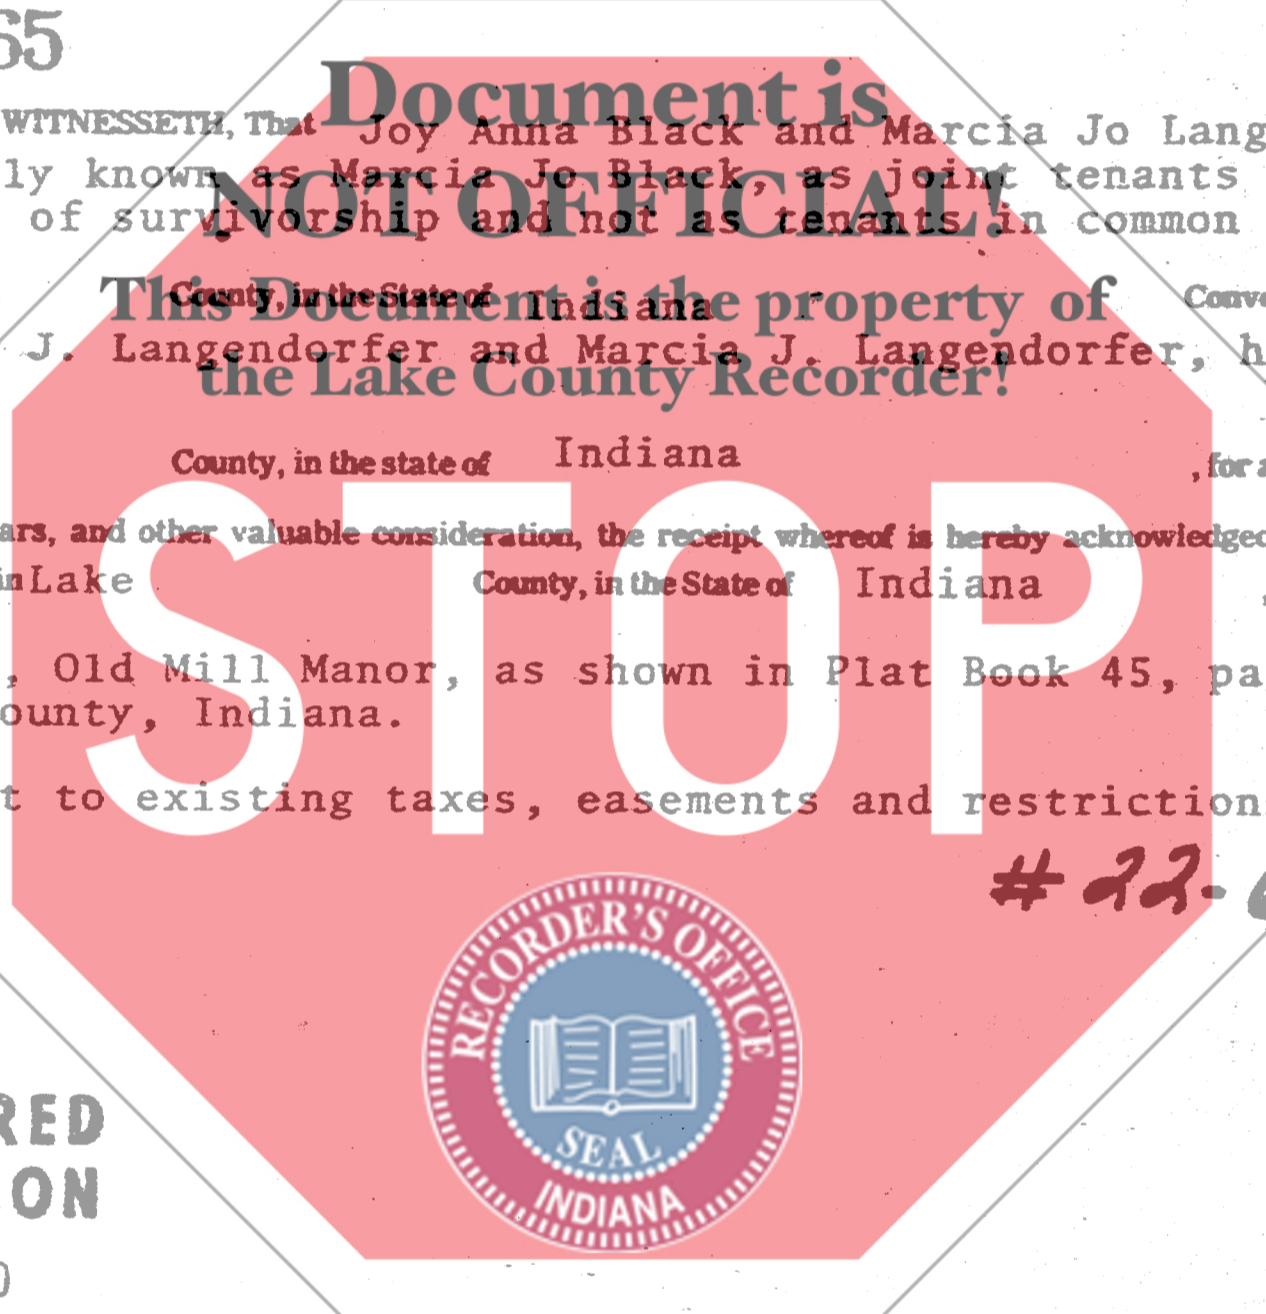 65
Document is
WITNESSETH, That Joy Anna Black and Marcia Jo Lang
ly known as Marcia Jo Black, as joint tenants
NOT OFFICIAL!
of survivorship and not as tenants in common
This Document is the property of
County, in the State of Indiana Conve
J. Langendorfer and Marcia J. Langendorfer, h
the Lake County Recorder!
County, in the state of Indiana , for a
STOP
ars, and other valuable consideration, the receipt whereof is hereby acknowledged
in Lake County, in the State of Indiana ,
, Old Mill Manor, as shown in Plat Book 45, pa
ounty, Indiana.
t to existing taxes, easements and restriction
# 22-
RECORDER'S OFFICE
SEAL
INDIANA
RED
ON